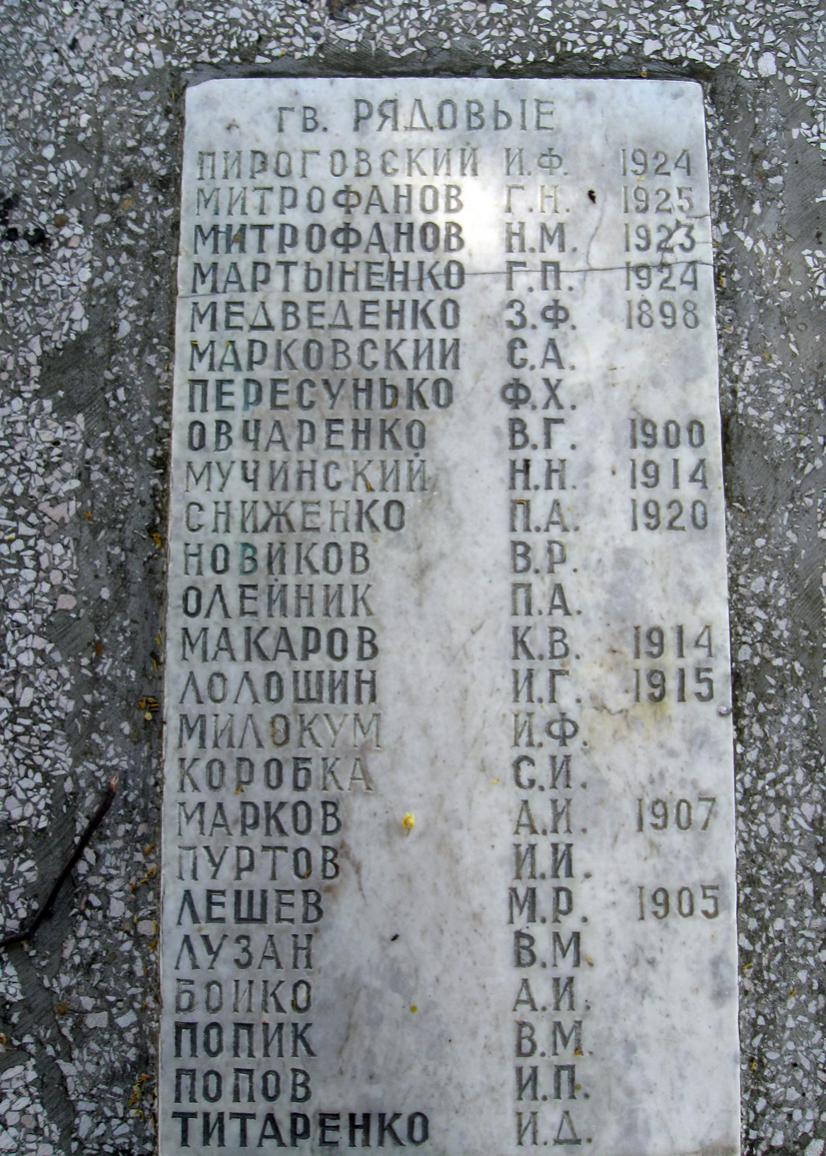 ГВ. РЯДОВЫЕ
ПИРОГОВСКИЙ И.Ф. 1924
МИТРОФАНОВ Г.Н. 1925
МИТРОФАНОВ Н.М. 1923
МАРТЫНЕНКО Г.П. 1924
МЕДВЕДЕНКО З.Ф. 1898
МАРКОВСКИЙ С.А.
ПЕРЕСУНЬКО Ф.Х.
ОВЧАРЕНКО В.Г. 1900
МУЧИНСКИЙ Н.Н. 1914
СНИЖЕНКО П.А. 1920
НОВИКОВ В.Р.
ОЛЕЙНИК П.А.
МАКАРОВ К.В. 1914
ЛОЛОШИН И.Г. 1915
МИЛОКУМ И.Ф.
КОРОБКА С.И.
МАРКОВ А.И. 1907
ПУРТОВ И.И.
ЛЕШЕВ М.Р. 1905
ЛУЗАН В.М.
БОИКО А.И.
ПОПИК В.М.
ПОПОВ И.П.
ТИТАРЕНКО И.Д.